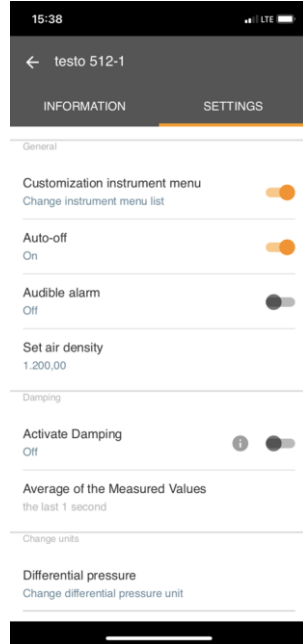 15:38
LTE
testo 512-1
INFORMATION
SETTINGS
General
Customization instrument menu
Change instrument menu list
Auto-off
On
Audible alarm
Off
Set air density
1.200,00
Damping
Activate Damping
Off
i
Average of the Measured Values
the last 1 second
Change units
Differential pressure
Change differential pressure unit